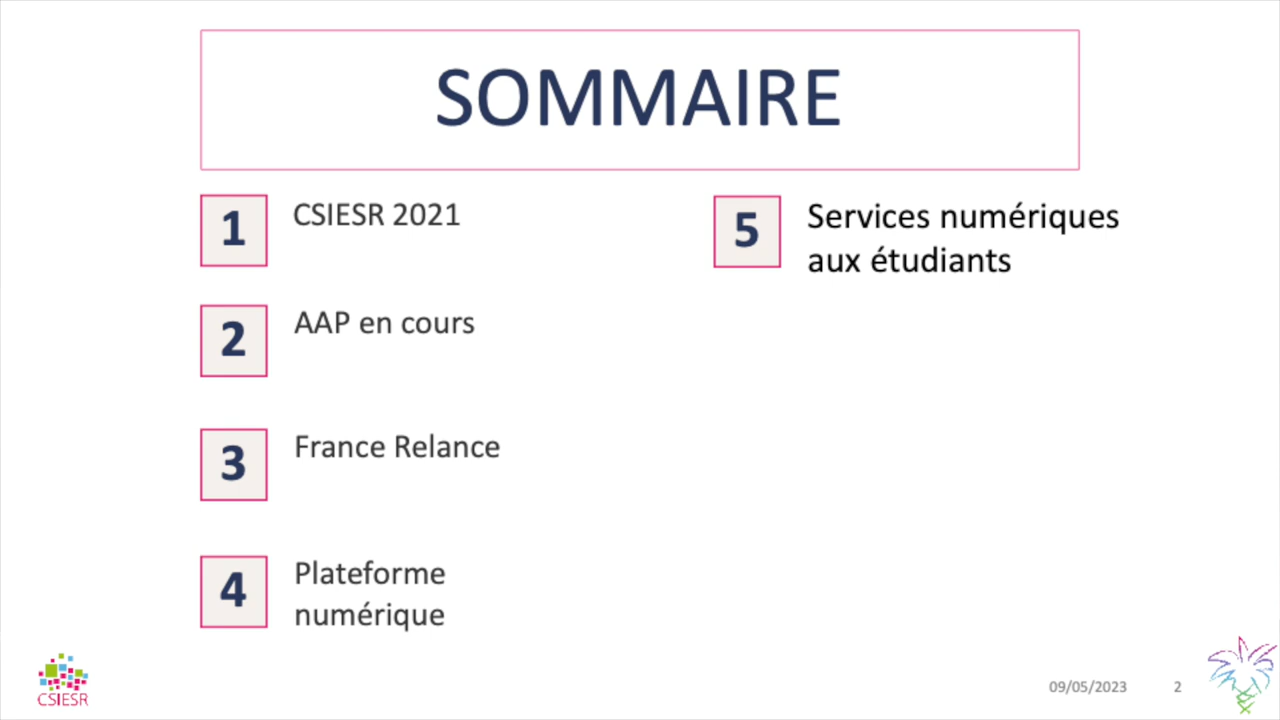 SOMMAIRE
1
CSIESR 2021
2
AAP en cours
3
France Relance
4
Plateforme
numérique
5
Services numériques
aux étudiants
CSIESR
09/05/2023
2